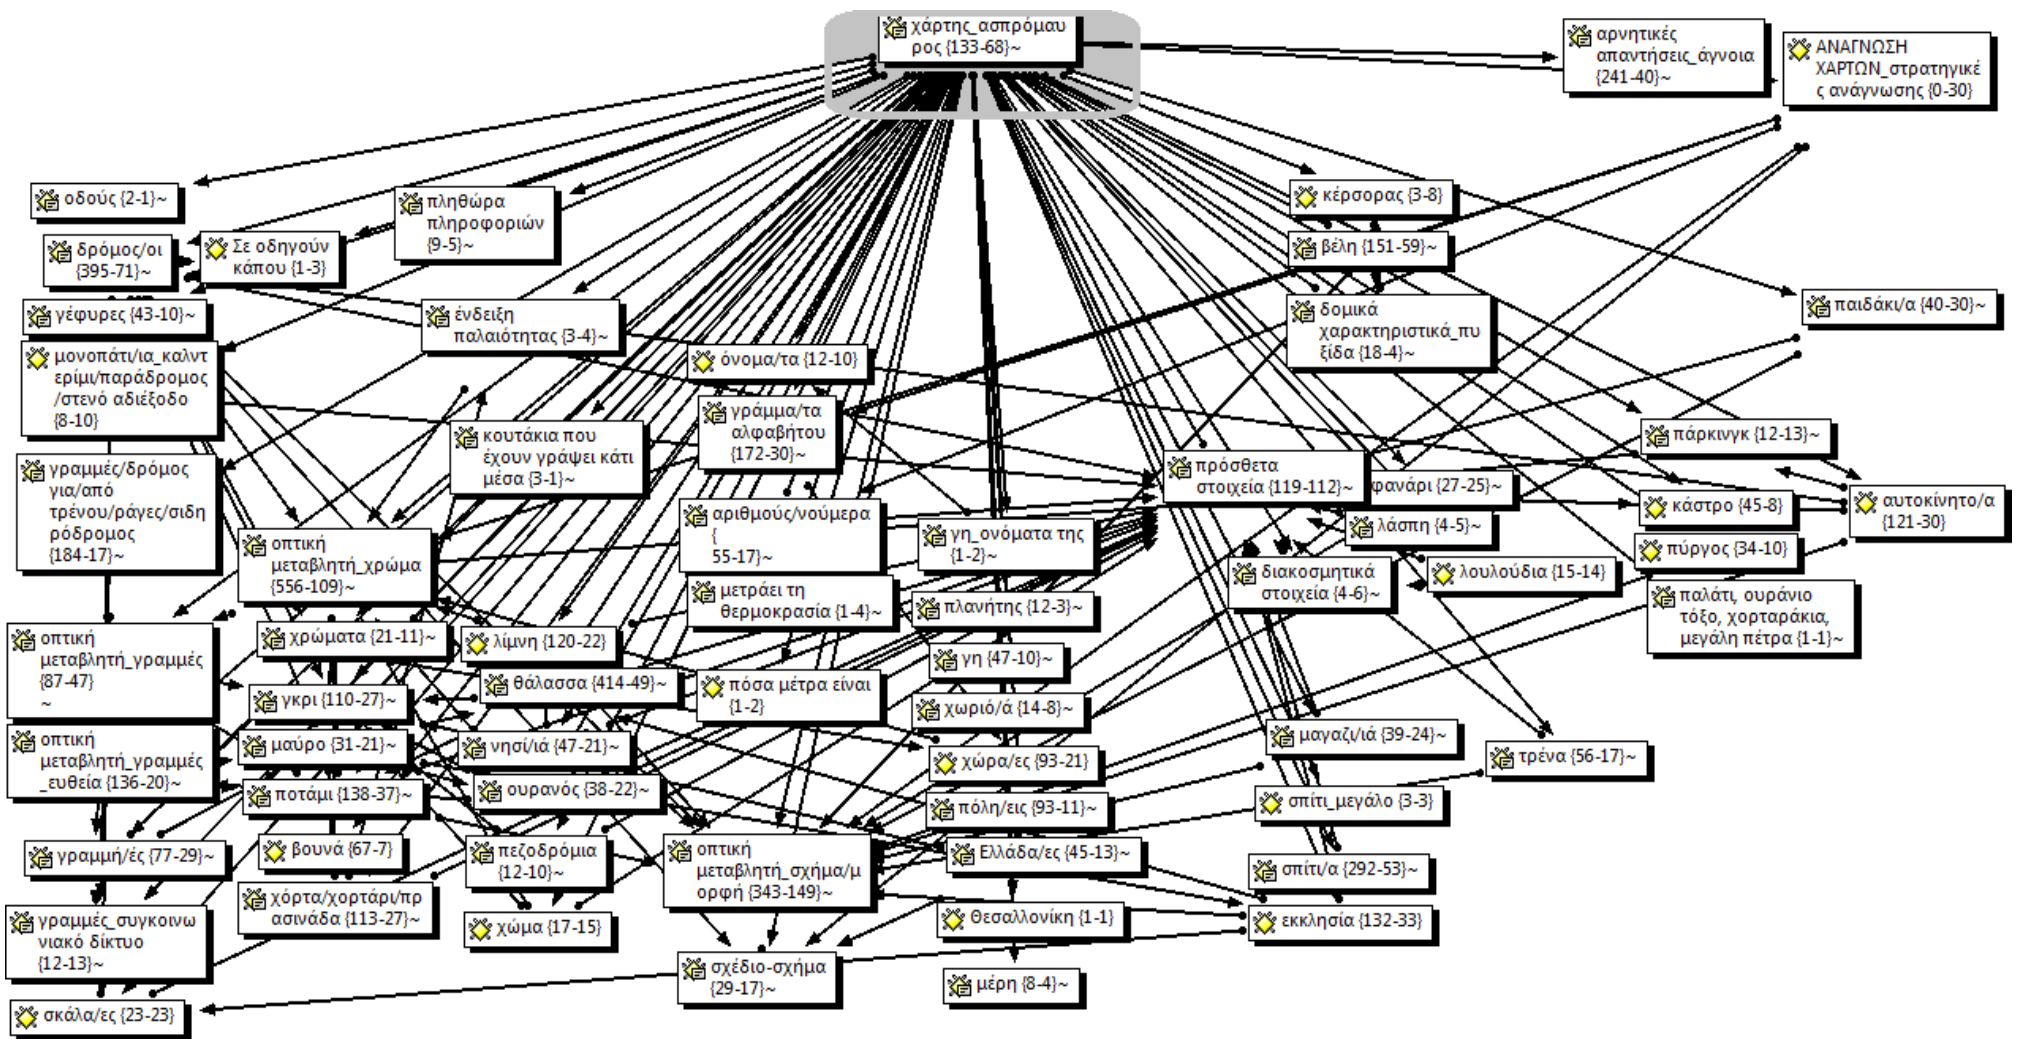 χάρτης_ασπρόμαυ
ρος {133-68}~
αρνητικές
απαντήσεις_άγνοια
{241-40}~
ΑΝΑΓΝΩΣΗ
ΧΑΡΤΩΝ_στρατηγικέ
ς ανάγνωσης {0-30}
οδούς {2-1}~
πληθώρα
πληροφοριών
{9-5}~
κέρσορας {3-8}
δρόμος/οι
{395-71}~
Σε οδηγούν
κάπου {1-3}
βέλη {151-59}~
γέφυρες {43-10}~
ένδειξη
παλαιότητας {3-4}~
δομικά
χαρακτηριστικά_πυ
ξίδα {18-4}~
παιδάκι/α {40-30}~
μονοπάτι/ια_καλντ
ερίμι/παράδρομος
/στενό αδιέξοδο
{8-10}
όνομα/τα {12-10}
γράμμα/τα
αλφαβήτου
{172-30}~
κουτάκια που
έχουν γράψει κάτι
μέσα {3-1}~
πάρκινγκ {12-13}~
γραμμές/δρόμος
για/από
τρένου/ράγες/σιδη
ρόδρομος
{184-17}~
πρόσθετα
στοιχεία {119-112}~
φανάρι {27-25}~
κάστρο {45-8}
αυτοκίνητο/α
{121-30}
αριθμούς/νούμερα
{
55-17}~
γη_ονόματα της
{1-2}~
λάσπη {4-5}~
οπτική
μεταβλητή_χρώμα
{556-109}~
πύργος {34-10}
διακοσμητικά
στοιχεία {4-6}~
λουλούδια {15-14}
μετράει τη
θερμοκρασία {1-4}~
πλανήτης {12-3}~
παλάτι, ουράνιο
τόξο, χορταράκια,
μεγάλη πέτρα {1-1}~
οπτική
μεταβλητή_γραμμές
{87-47}
~
χρώματα {21-11}~
λίμνη {120-22}
γη {47-10}~
γκρι {110-27}~
θάλασσα {414-49}~
πόσα μέτρα είναι
{1-2}
χωριό/ά {14-8}~
οπτική
μεταβλητή_γραμμές
_ευθεία {136-20}~
μαύρο {31-21}~
νησί/ιά {47-21}~
χώρα/ες {93-21}
μαγαζι/ιά {39-24}~
τρένα {56-17}~
ποτάμι {138-37}~
ουρανός {38-22}~
πόλη/εις {93-11}~
σπίτι_μεγάλο {3-3}
γραμμή/ές {77-29}~
βουνά {67-7}
πεζοδρόμια
{12-10}~
οπτική
μεταβλητή_σχήμα/μ
ορφή {343-149}~
Ελλάδα/ες {45-13}~
σπίτι/α {292-53}~
χόρτα/χορτάρι/πρ
ασινάδα {113-27}~
γραμμές_συγκοινω
νιακό δίκτυο
{12-13}~
χώμα {17-15}
Θεσαλλονίκη {1-1}
εκκλησία {132-33}
σχέδιο-σχήμα
{29-17}~
μέρη {8-4}~
σκάλα/ες {23-23}